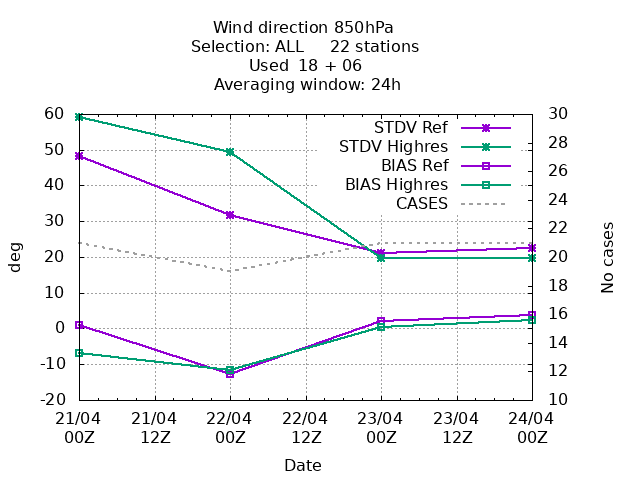 Wind direction 850hPa
Selection: ALL     22 stations
Used  18 + 06
Averaging window: 24h
STDV Ref
STDV Highres
BIAS Ref
BIAS Highres
CASES
60
50
40
30
20
10
0
-10
-20
deg
30
28
26
24
22
20
18
16
14
12
10
No cases
21/04 21/04 22/04 22/04 23/04 23/04 24/04
00Z 12Z 00Z 12Z 00Z 12Z 00Z
Date